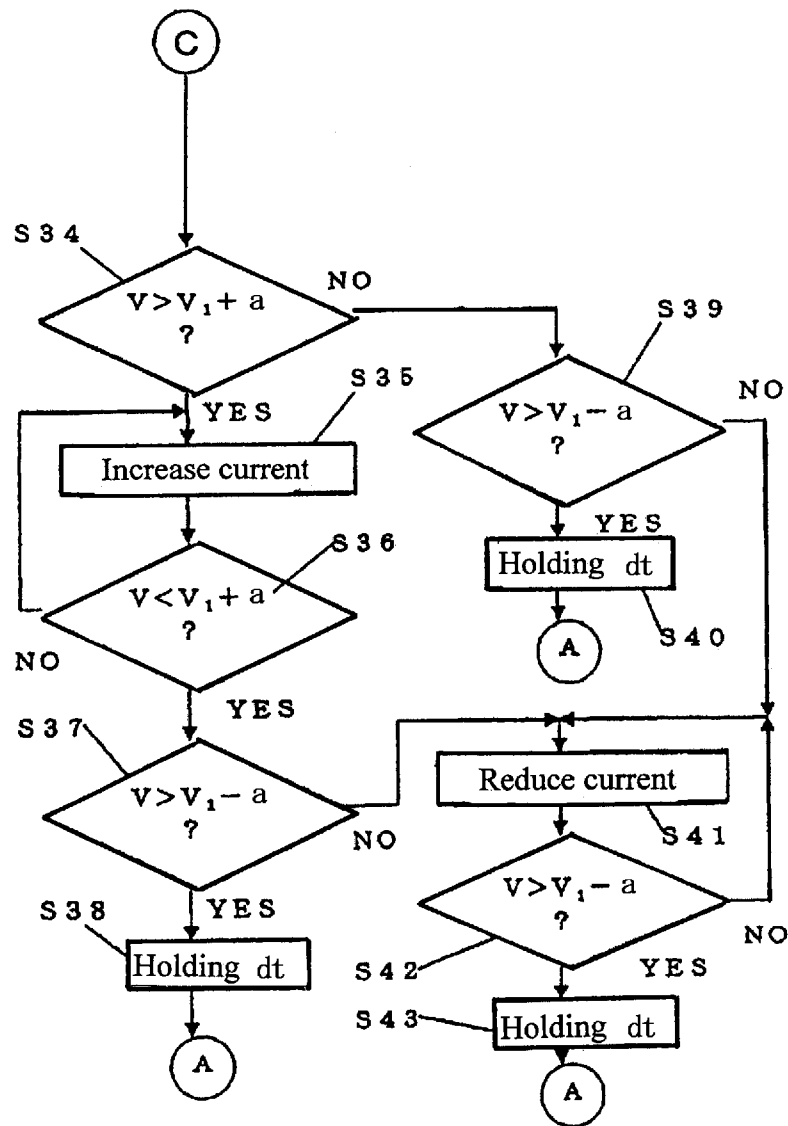 C
S34
V>V₁+a
?
NO
YES
S35
Increase current
S36
V<V₁+a
?
NO
YES
S37
V>V₁-a
?
NO
YES
S38
Holding dt
A
S39
V>V₁-a
?
NO
YES
Holding dt
S40
A
Reduce current
S41
V>V₁-a
?
NO
S42
YES
S43
Holding dt
A